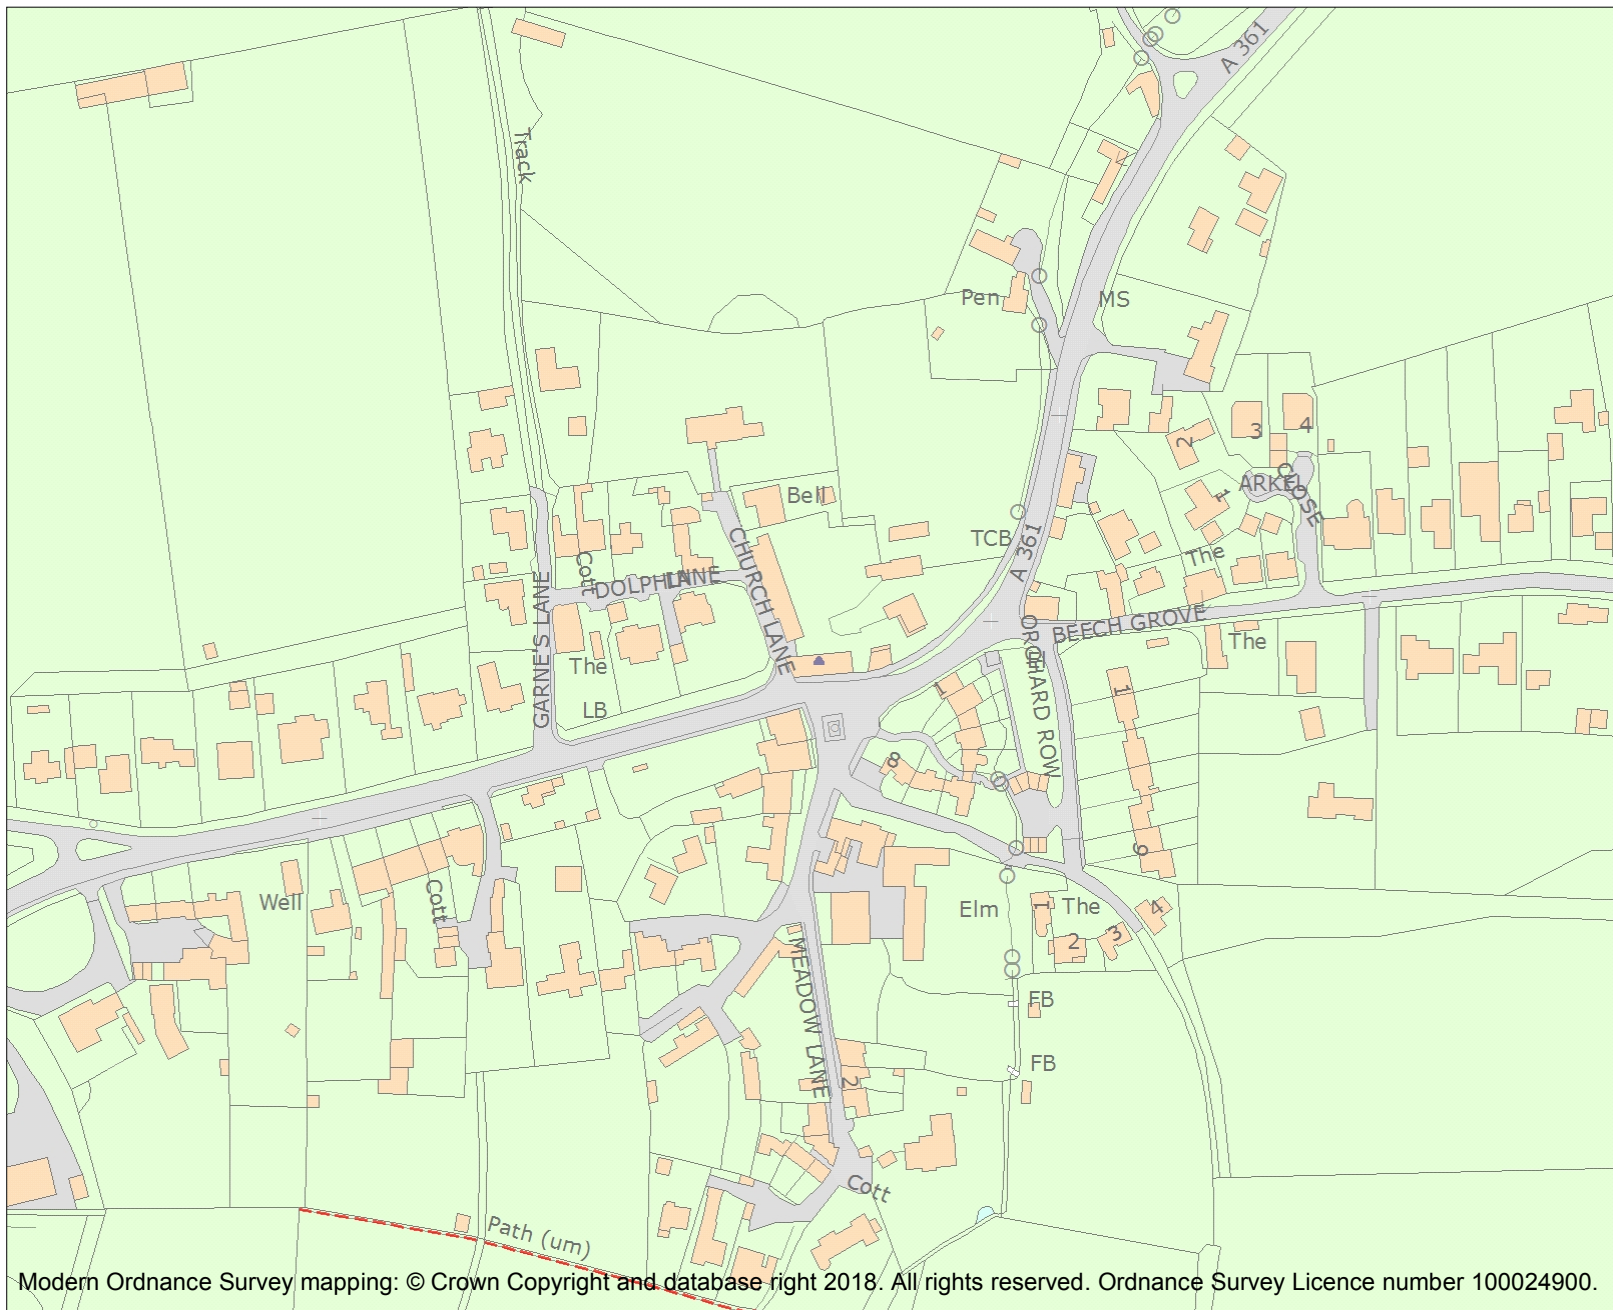 A 361
Track
Pen
MS
2
3
4
Bell
ARKEL
CLOSE
1
TCB
A 361
The
CHURCH LANE
Cott
DOLPHIN
LANE
GARNE'S LANE
BEECH GROVE
The
The
ORCHARD ROW
El
1
1
LB
8
9
Well
Cott
Elm
1
The
4
2
3
MEADOW LANE
FB
FB
2
Cott
Path (um)
Modern Ordnance Survey mapping: © Crown Copyright and database right 2018. All rights reserved. Ordnance Survey Licence number 100024900.